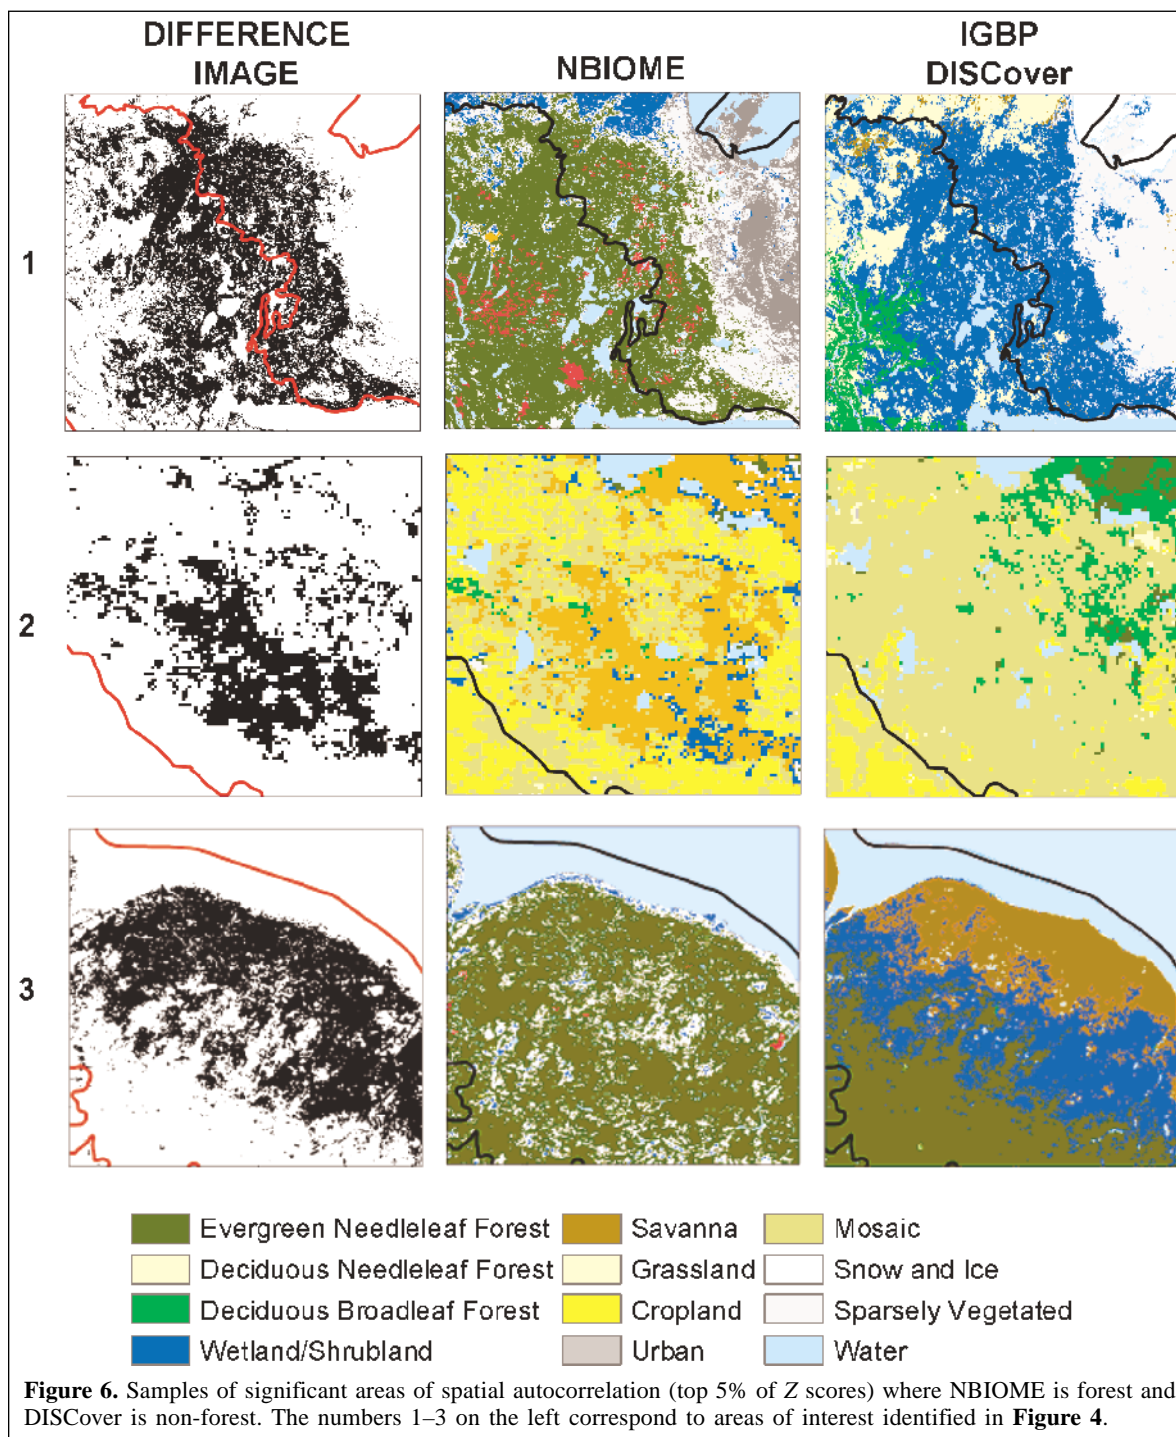 DIFFERENCE IMAGE
NBIOME
IGBP DISCover
1
2
3
Evergreen Needleleaf Forest
Savanna
Mosaic
Deciduous Needleleaf Forest
Grassland
Snow and Ice
Deciduous Broadleaf Forest
Cropland
Sparsely Vegetated
Wetland/Shrubland
Urban
Water
Figure 6. Samples of significant areas of spatial autocorrelation (top 5% of Z scores) where NBIOME is forest and
DISCover is non-forest. The numbers 1–3 on the left correspond to areas of interest identified in Figure 4.